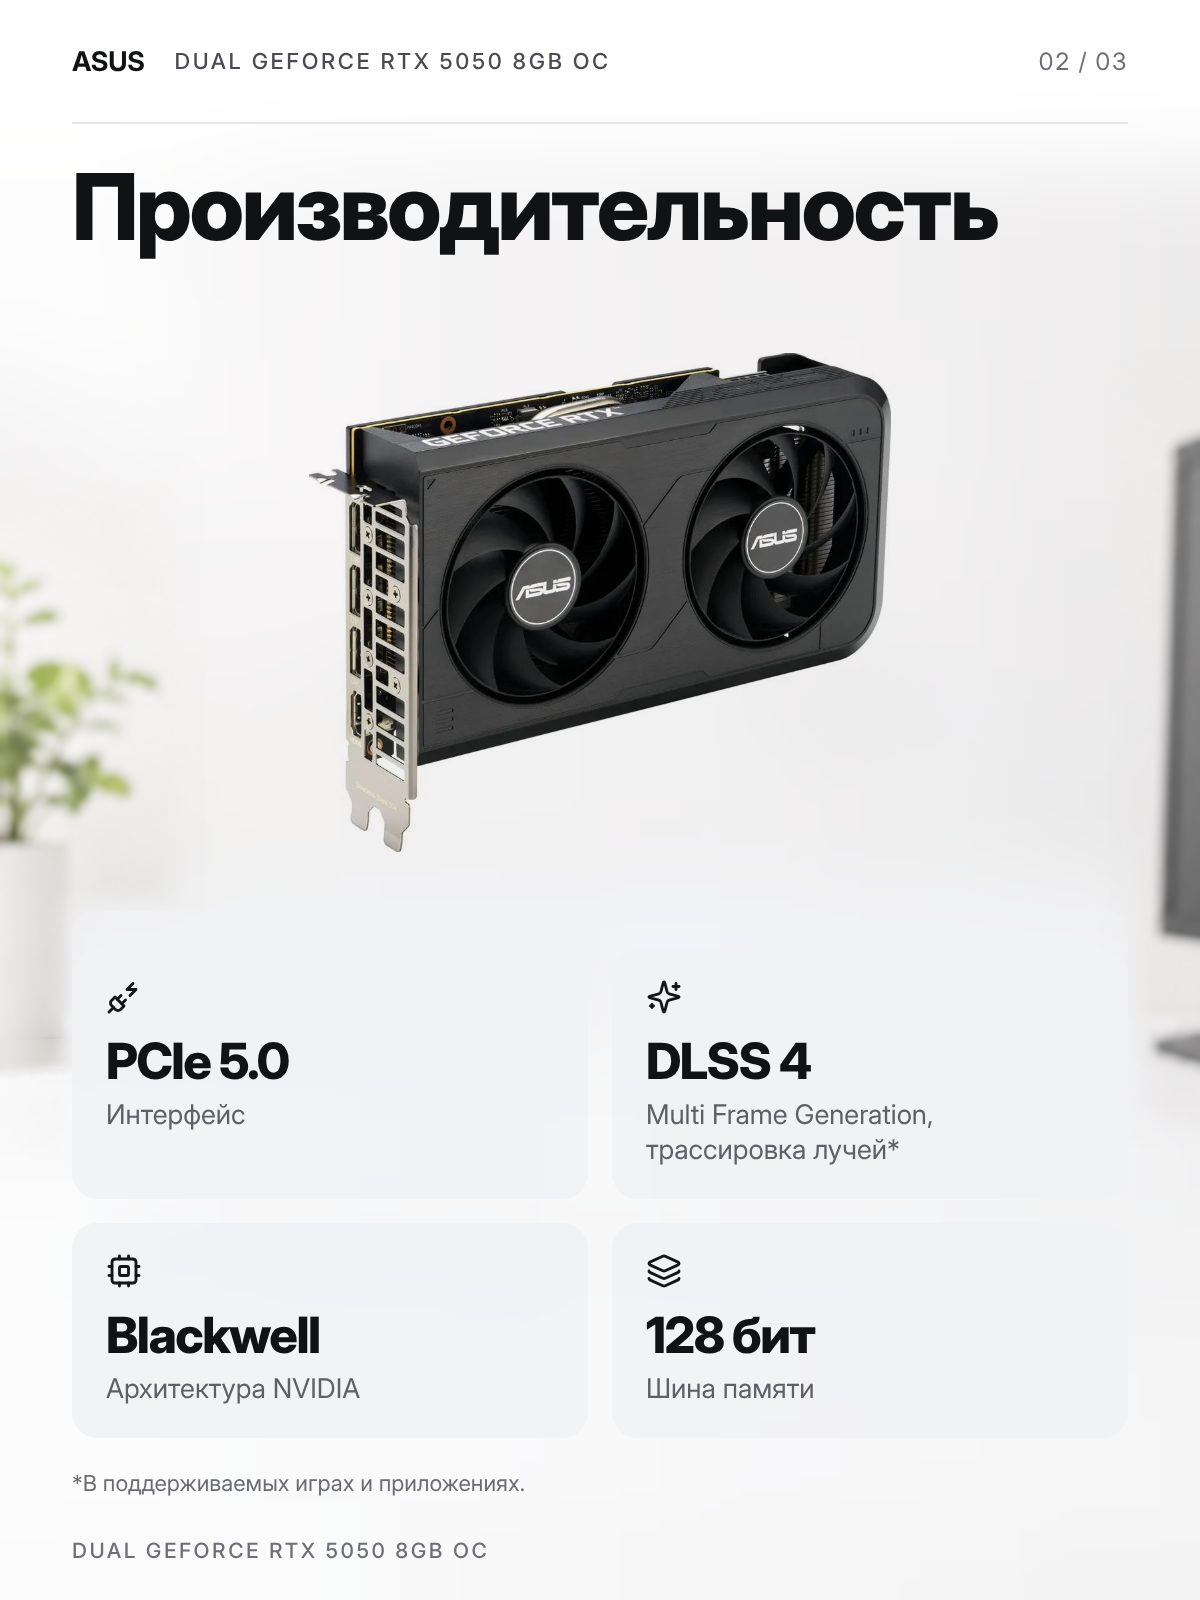 ASUS DUAL GEFORCE RTX 5050 8GB OC 02 / 03
Производительность
GEFORCE RTX
ASUS
ASUS
PCIe 5.0
Интерфейс
DLSS 4
Multi Frame Generation,
трассировка лучей*
Blackwell
Архитектура NVIDIA
128 бит
Шина памяти
*В поддерживаемых играх и приложениях.
DUAL GEFORCE RTX 5050 8GB OC